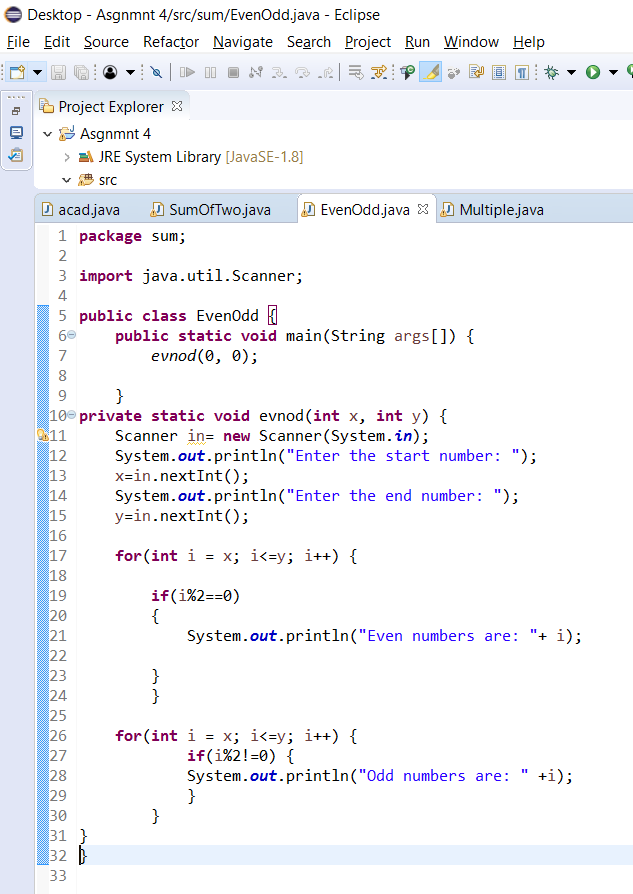 Desktop - Asgnmnt 4/src/sum/EvenOdd.java - Eclipse
File Edit Source Refactor Navigate Search Project Run Window Help
Project Explorer
Asgnmnt 4
JRE System Library [JavaSE-1.8]
src
acad.java SumOfTwo.java EvenOdd.java Multiple.java
1 package sum;
2
3 import java.util.Scanner;
4
5 public class EvenOdd {
6 public static void main(String args[]) {
7 evnod(0, 0);
8
9 }
10 private static void evnod(int x, int y) {
11 Scanner in= new Scanner(System.in);
12 System.out.println("Enter the start number: ");
13 x=in.nextInt();
14 System.out.println("Enter the end number: ");
15 y=in.nextInt();
16
17 for(int i = x; i<=y; i++) {
18
19 if(i%2==0)
20 {
21 System.out.println("Even numbers are: "+ i);
22
23 }
24 }
25
26 for(int i = x; i<=y; i++) {
27 if(i%2!=0) {
28 System.out.println("Odd numbers are: " +i);
29 }
30 }
31 }
32 }
33